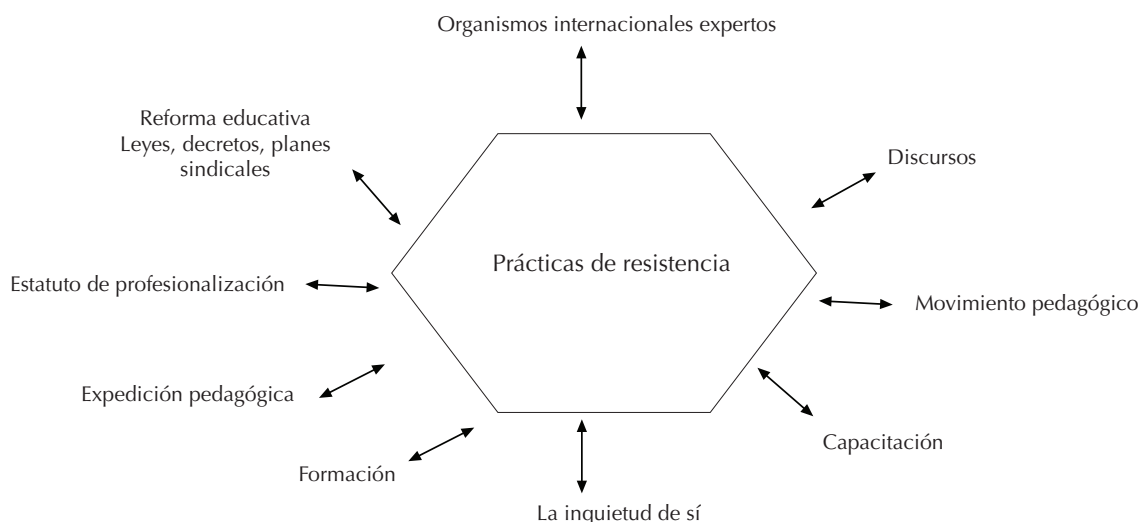 Organismos internacionales expertos
Reforma educativa
Leyes, decretos, planes
sindicales
Discursos
Prácticas de resistencia
Estatuto de profesionalización
Movimiento pedagógico
Expedición pedagógica
Capacitación
Formación
La inquietud de sí